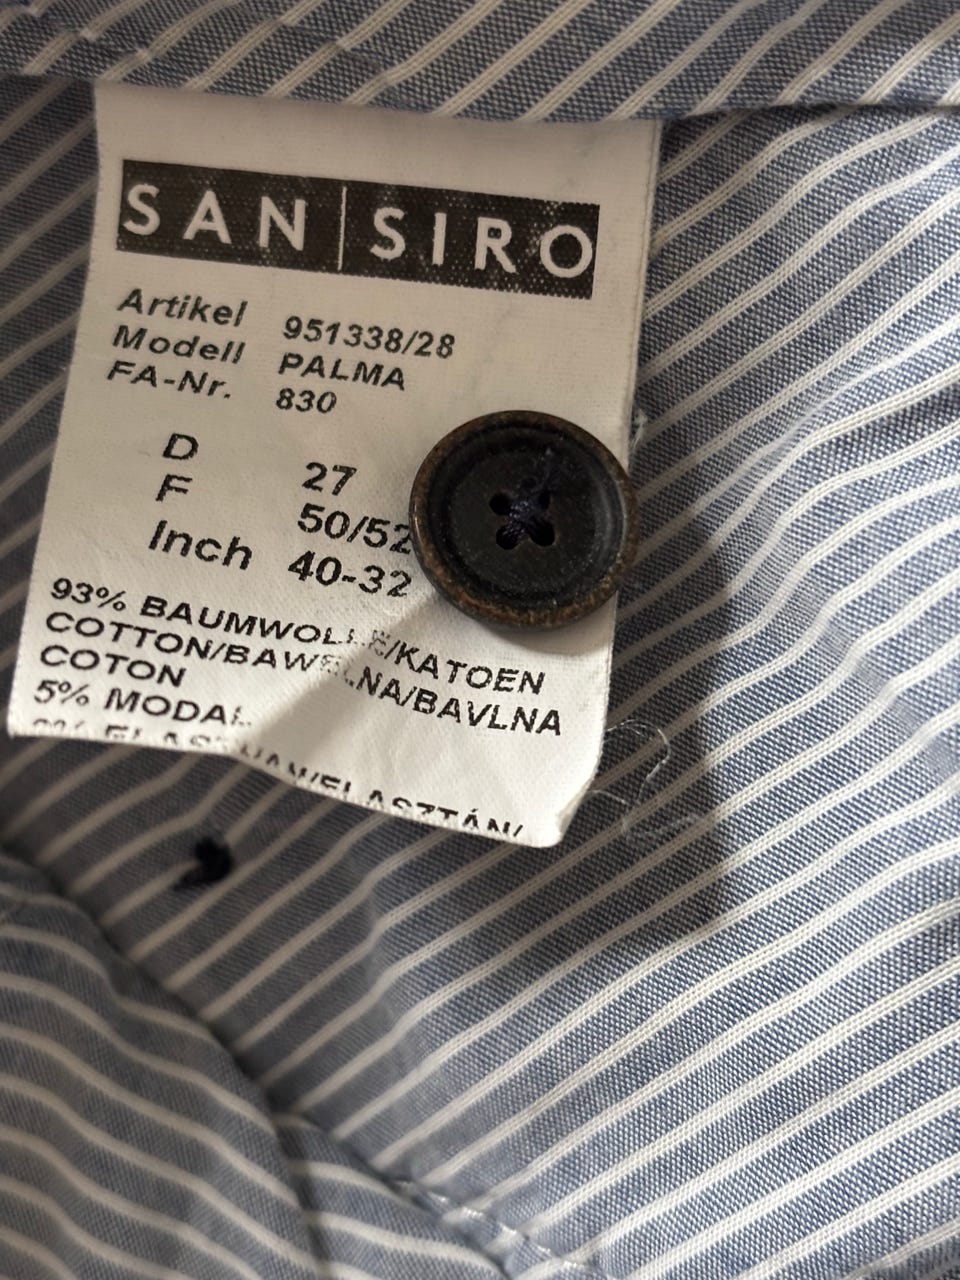 SAN|SIRO
Artikel 951338/28
Modell PALMA
FA-Nr. 830
D 27
F 50/52
Inch 40-32
93% BAUMWOLLE/KATOEN
COTTON/BAWEŁNA/BAVLNA
COTON
5% MODAL